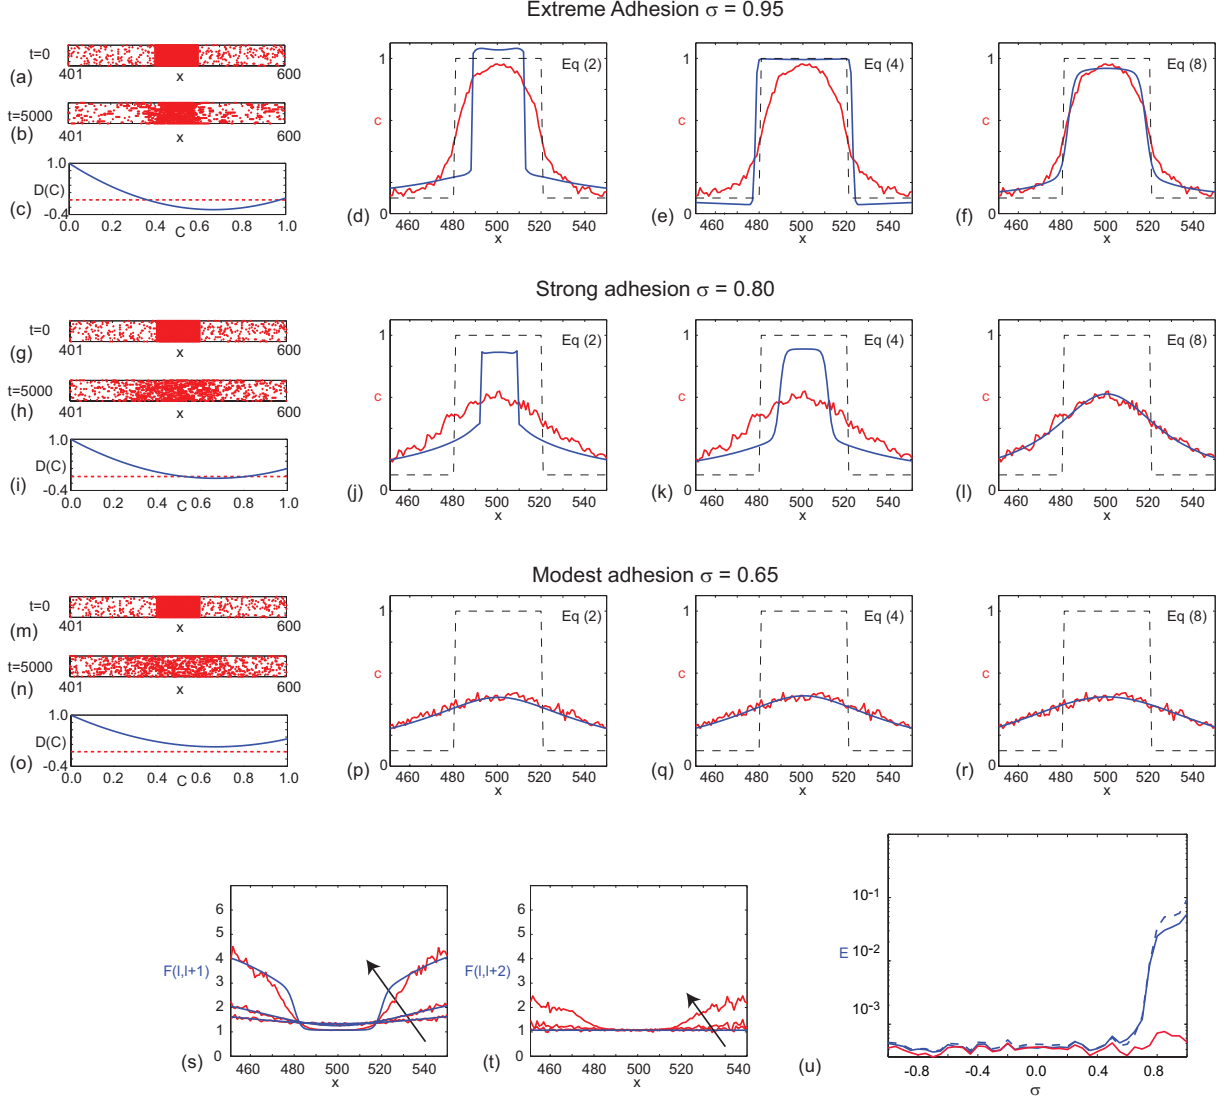 Extreme Adhesion σ = 0.95
t=0
(a)
401
x
600
t=5000
(b)
401
x
600
1.0
D(C)
-0.4
(c)
0.0
0.2
0.4
0.6
0.8
1.0
C
1
c
0
Eq (2)
(d)
460
480
500
520
540
x
1
c
0
Eq (4)
(e)
460
480
500
520
540
x
1
c
0
Eq (8)
(f)
460
480
500
520
540
x
Strong adhesion σ = 0.80
t=0
(g)
401
x
600
t=5000
(h)
401
x
600
1.0
D(C)
-0.4
(i)
0.0
0.2
0.4
0.6
0.8
1.0
C
1
c
0
Eq (2)
(j)
460
480
500
520
540
x
1
c
0
Eq (4)
(k)
460
480
500
520
540
x
1
c
0
Eq (8)
(l)
460
480
500
520
540
x
Modest adhesion σ = 0.65
t=0
(m)
401
x
600
t=5000
(n)
401
x
600
1.0
D(C)
-0.4
(o)
0.0
0.2
0.4
0.6
0.8
1.0
C
1
c
0
Eq (2)
(p)
460
480
500
520
540
x
1
c
0
Eq (4)
(q)
460
480
500
520
540
x
1
c
0
Eq (8)
(r)
460
480
500
520
540
x
6
5
4
F(l,l+1)
3
2
1
0
(s)
460
480
500
520
540
x
6
5
4
F(l,l+2)
3
2
1
0
(t)
460
480
500
520
540
x
10-1
E
10-2
10-3
(u)
-0.8
-0.4
0.0
0.4
0.8
σ